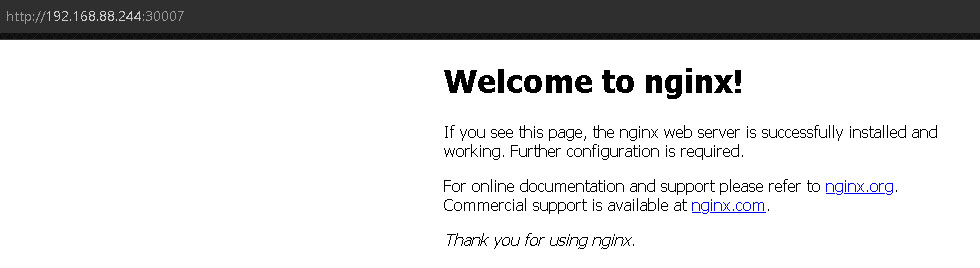 http://192.168.88.244:30007
Welcome to nginx!
If you see this page, the nginx web server is successfully installed and
working. Further configuration is required.
For online documentation and support please refer to nginx.org.
Commercial support is available at nginx.com.
Thank you for using nginx.